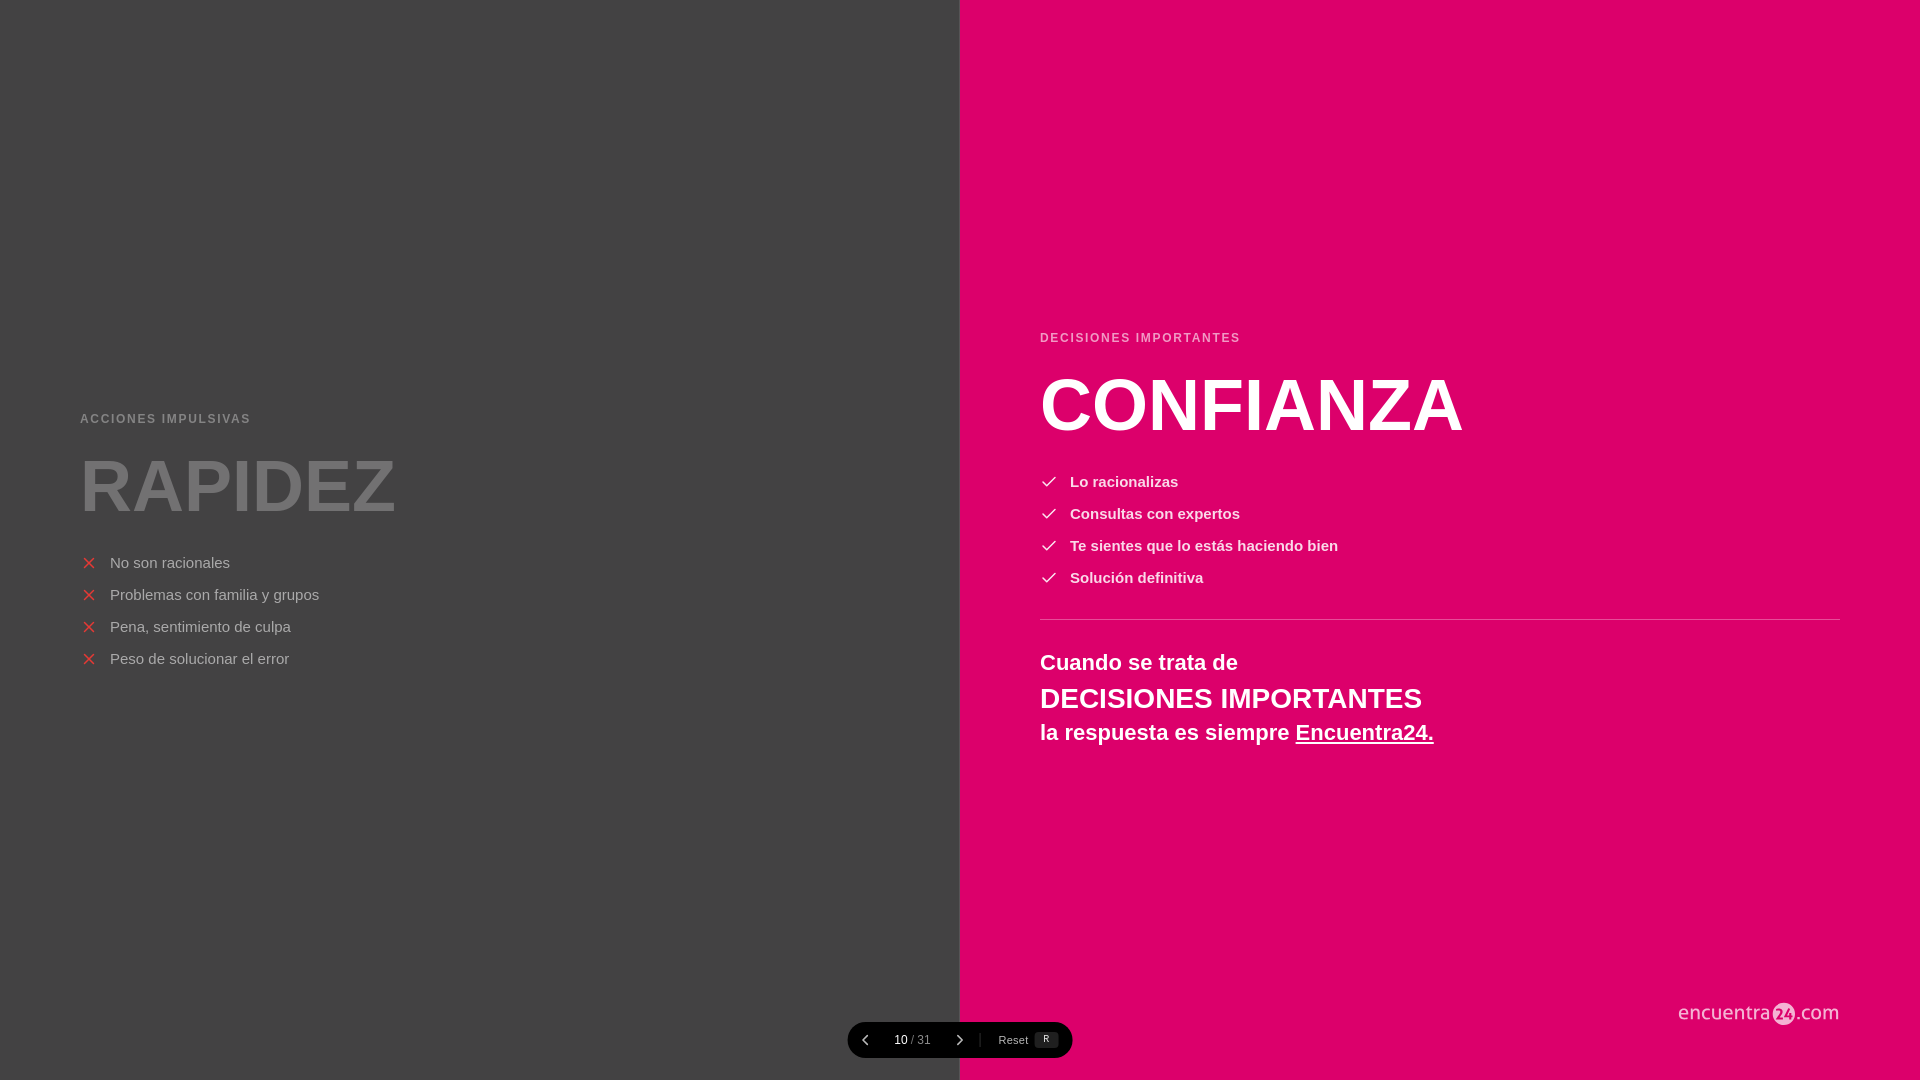 ACCIONES IMPULSIVAS
RAPIDEZ
No son racionales
Problemas con familia y grupos
Pena, sentimiento de culpa
Peso de solucionar el error
DECISIONES IMPORTANTES
CONFIANZA
Lo racionalizas
Consultas con expertos
Te sientes que lo estás haciendo bien
Solución definitiva
Cuando se trata de
DECISIONES IMPORTANTES
la respuesta es siempre Encuentra24.
encuentra24.com
10 / 31 Reset R